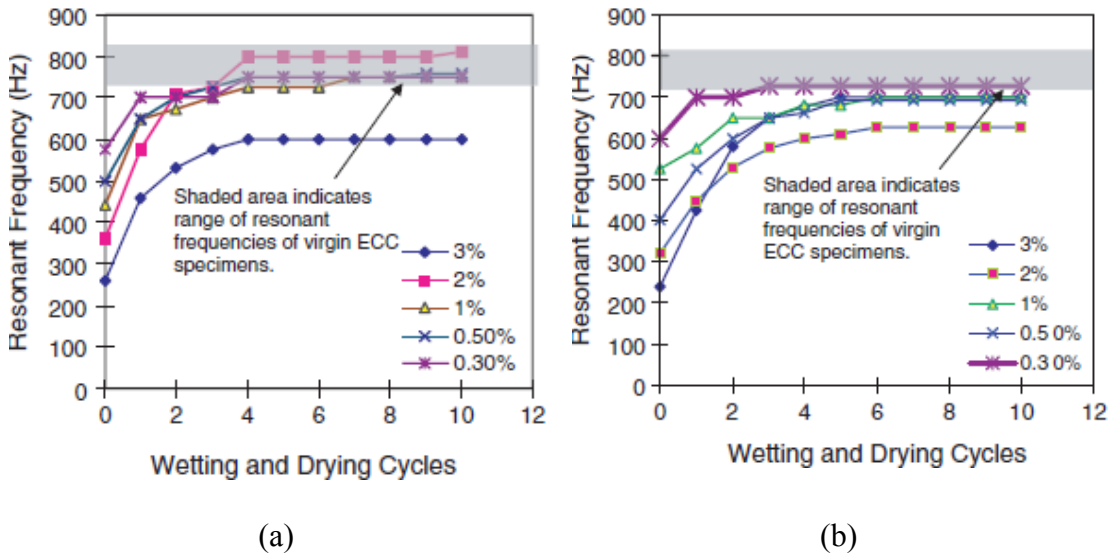 900
800
700
600
500
400
300
200
100
0
Resonant Frequency (Hz)
Shaded area indicates
range of resonant
frequencies of virgin ECC
specimens.
3%
2%
1%
0.50%
0.30%
0 2 4 6 8 10 12
Wetting and Drying Cycles
(a)
900
800
700
600
500
400
300
200
100
0
Resonant Frequency (Hz)
Shaded area indicates
range of resonant
frequencies of virgin
ECC specimens.
3%
2%
1%
0.5 0%
0.3 0%
0 2 4 6 8 10 12
Wetting and Drying Cycles
(b)